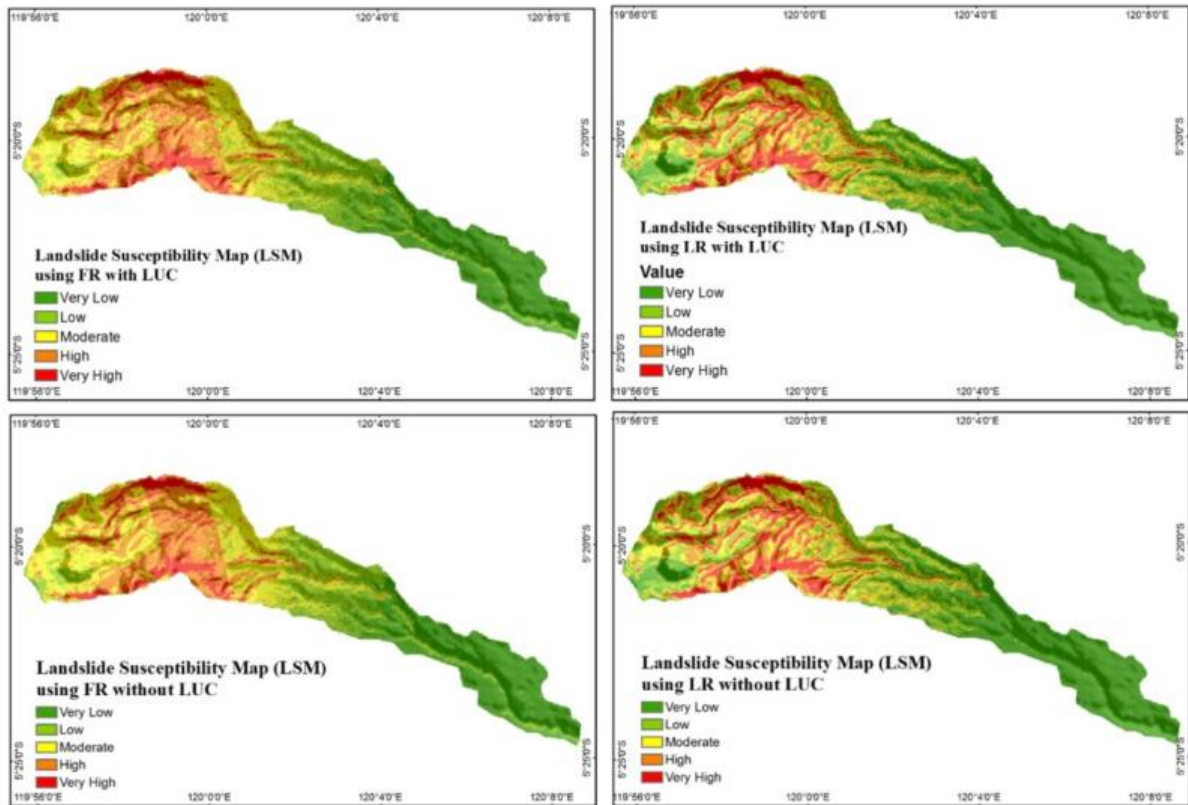 119°56'0"E 120°0'0"E 120°4'0"E 120°8'0"E
5°20'0"S
5°20'0"S
Landslide Susceptibility Map (LSM)
using FR with LUC
Very Low
Low
Moderate
High
Very High
5°25'0"S
5°25'0"S
119°56'0"E 120°0'0"E 120°4'0"E 120°8'0"E
119°56'0"E 120°0'0"E 120°4'0"E 120°8'0"E
5°20'0"S
5°20'0"S
Landslide Susceptibility Map (LSM)
using LR with LUC
Value
Very Low
Low
Moderate
High
Very High
5°25'0"S
5°25'0"S
119°56'0"E 120°0'0"E 120°4'0"E 120°8'0"E
119°56'0"E 120°0'0"E 120°4'0"E 120°8'0"E
5°20'0"S
5°20'0"S
Landslide Susceptibility Map (LSM)
using FR without LUC
Very Low
Low
Moderate
High
Very High
5°25'0"S
5°25'0"S
119°56'0"E 120°0'0"E 120°4'0"E 120°8'0"E
119°56'0"E 120°0'0"E 120°4'0"E 120°8'0"E
5°20'0"S
5°20'0"S
Landslide Susceptibility Map (LSM)
using LR without LUC
Very Low
Low
Moderate
High
Very High
5°25'0"S
5°25'0"S
119°56'0"E 120°0'0"E 120°4'0"E 120°8'0"E